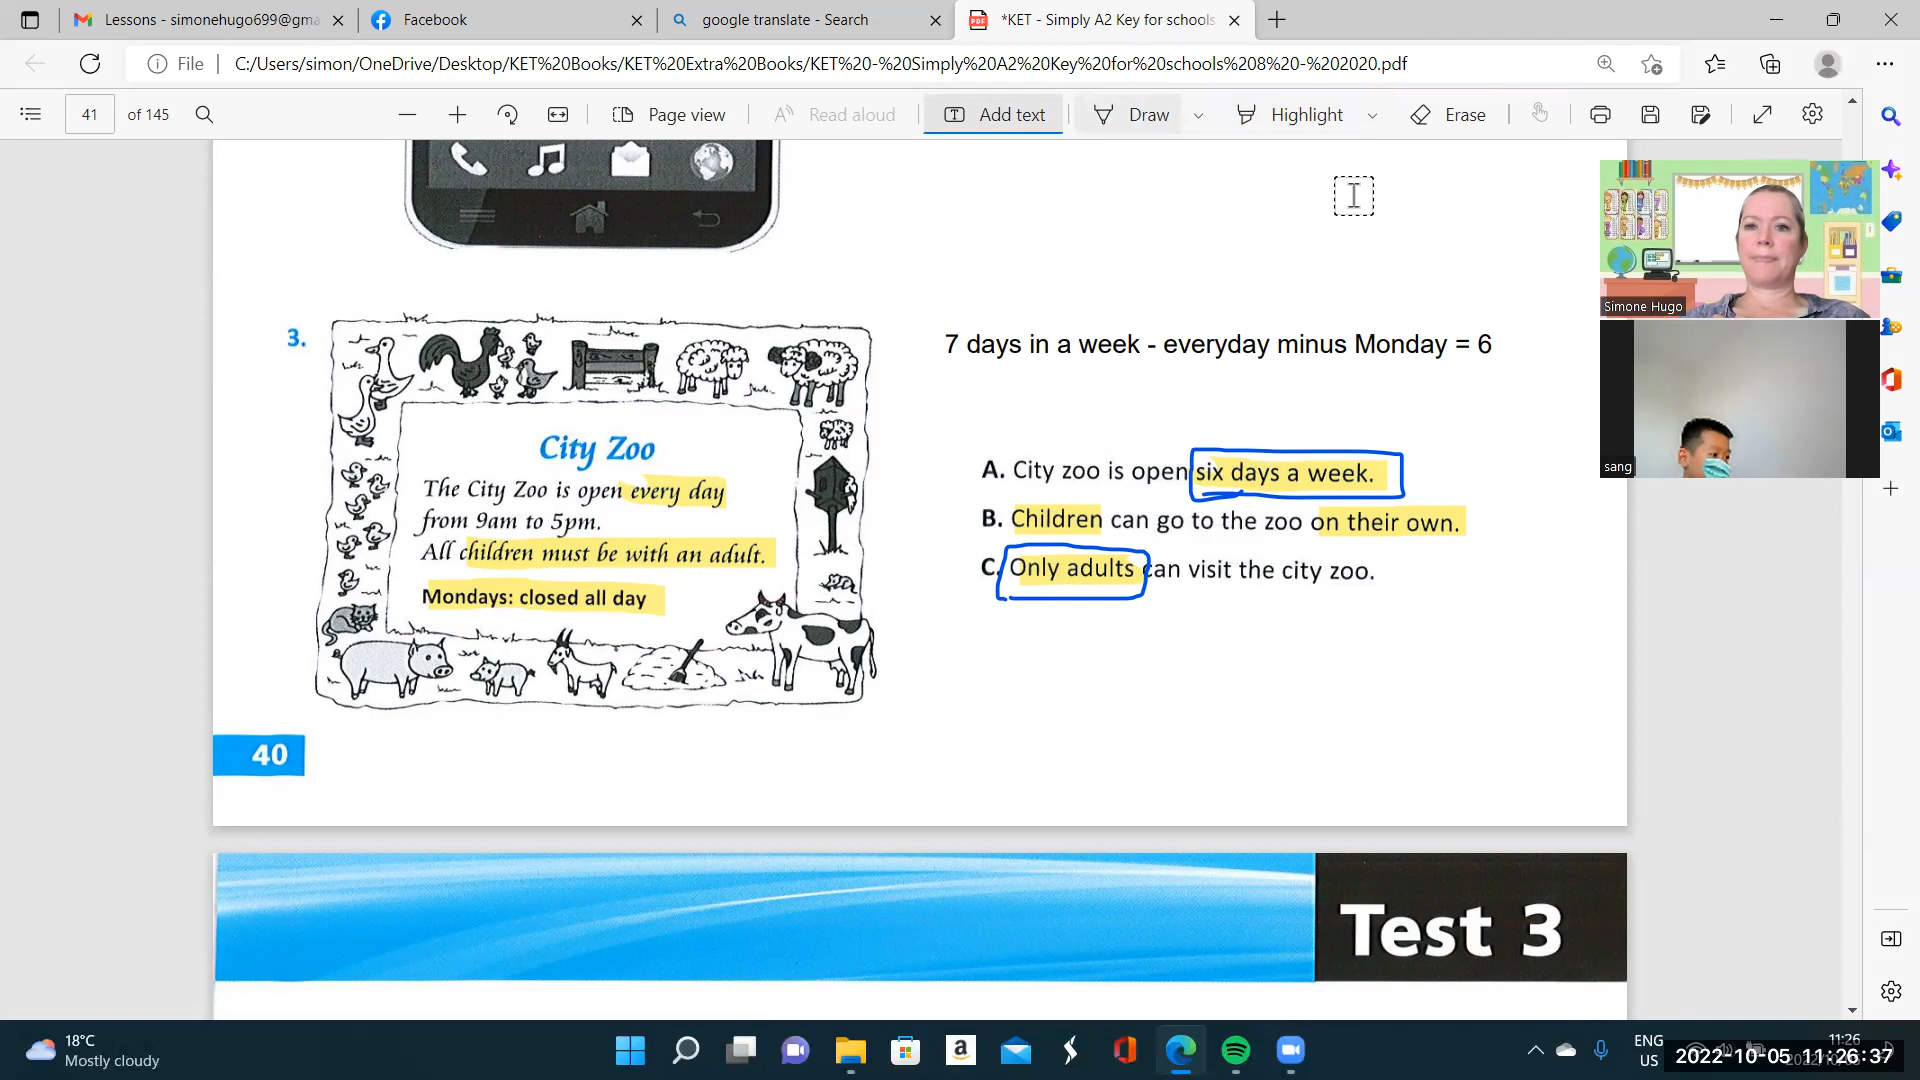 Lessons - simonehugo699@gma
Facebook
google translate - Search
*KET - Simply A2 Key for schools
File
C:/Users/simon/OneDrive/Desktop/KET%20Books/KET%20Extra%20Books/KET%20-%20Simply%20A2%20Key%20for%20schools%208%20-%202020.pdf
41 of 145
Page view
Read aloud
Add text
Draw
Highlight
Erase
Simone Hugo
sang
3.
7 days in a week - everyday minus Monday = 6
City Zoo
The City Zoo is open every day
from 9am to 5pm.
All children must be with an adult.
Mondays: closed all day
A. City zoo is open six days a week.
B. Children can go to the zoo on their own.
C. Only adults can visit the city zoo.
40
Test 3
18°C
Mostly cloudy
ENG
US
11:26
2022-10-05 11:26:37